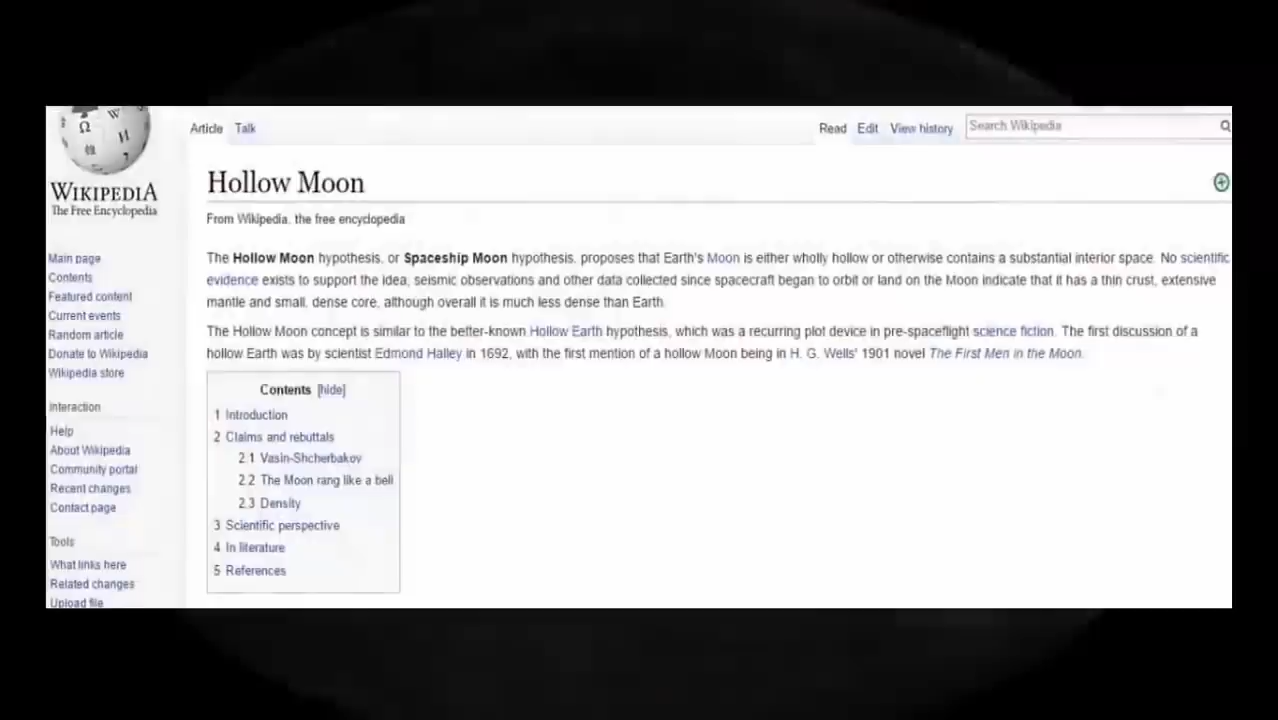 Article Talk
Read Edit View history Search Wikipedia
WIKIPEDIA
The Free Encyclopedia
Main page
Contents
Featured content
Current events
Random article
Donate to Wikipedia
Wikipedia store
Interaction
Help
About Wikipedia
Community portal
Recent changes
Contact page
Tools
What links here
Related changes
Upload file
Hollow Moon
From Wikipedia, the free encyclopedia
The Hollow Moon hypothesis, or Spaceship Moon hypothesis, proposes that Earth's Moon is either wholly hollow or otherwise contains a substantial interior space. No scientific
evidence exists to support the idea, seismic observations and other data collected since spacecraft began to orbit or land on the Moon indicate that it has a thin crust, extensive
mantle and small, dense core, although overall it is much less dense than Earth.
The Hollow Moon concept is similar to the better-known Hollow Earth hypothesis, which was a recurring plot device in pre-spaceflight science fiction. The first discussion of a
hollow Earth was by scientist Edmond Halley in 1692, with the first mention of a hollow Moon being in H. G. Wells' 1901 novel The First Men in the Moon.
Contents [hide]
1 Introduction
2 Claims and rebuttals
2.1 Vasin-Shcherbakov
2.2 The Moon rang like a bell
2.3 Density
3 Scientific perspective
4 In literature
5 References